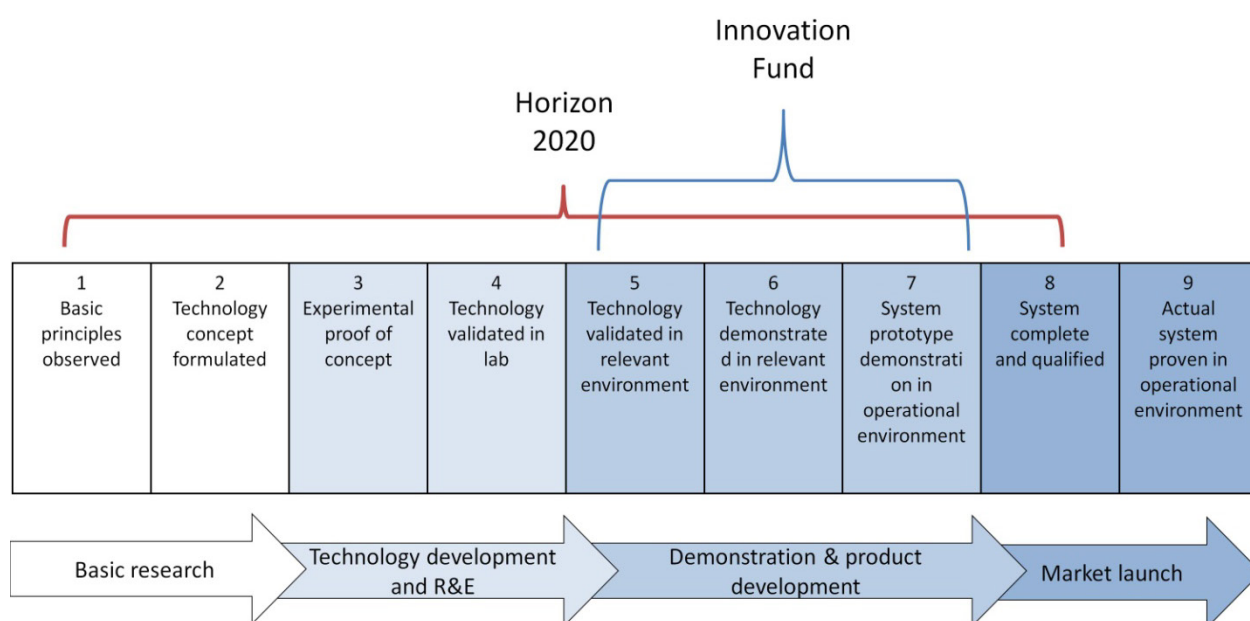 Innovation
Fund
Horizon
2020
1
Basic
principles
observed
2
Technology
concept
formulated
3
Experimental
proof of
concept
4
Technology
validated in
lab
5
Technology
validated in
relevant
environment
6
Technology
demonstrate
d in relevant
environment
7
System
prototype
demonstrati
on in
operational
environment
8
System
complete
and qualified
9
Actual
system
proven in
operational
environment
Basic research
Technology development
and R&E
Demonstration & product
development
Market launch